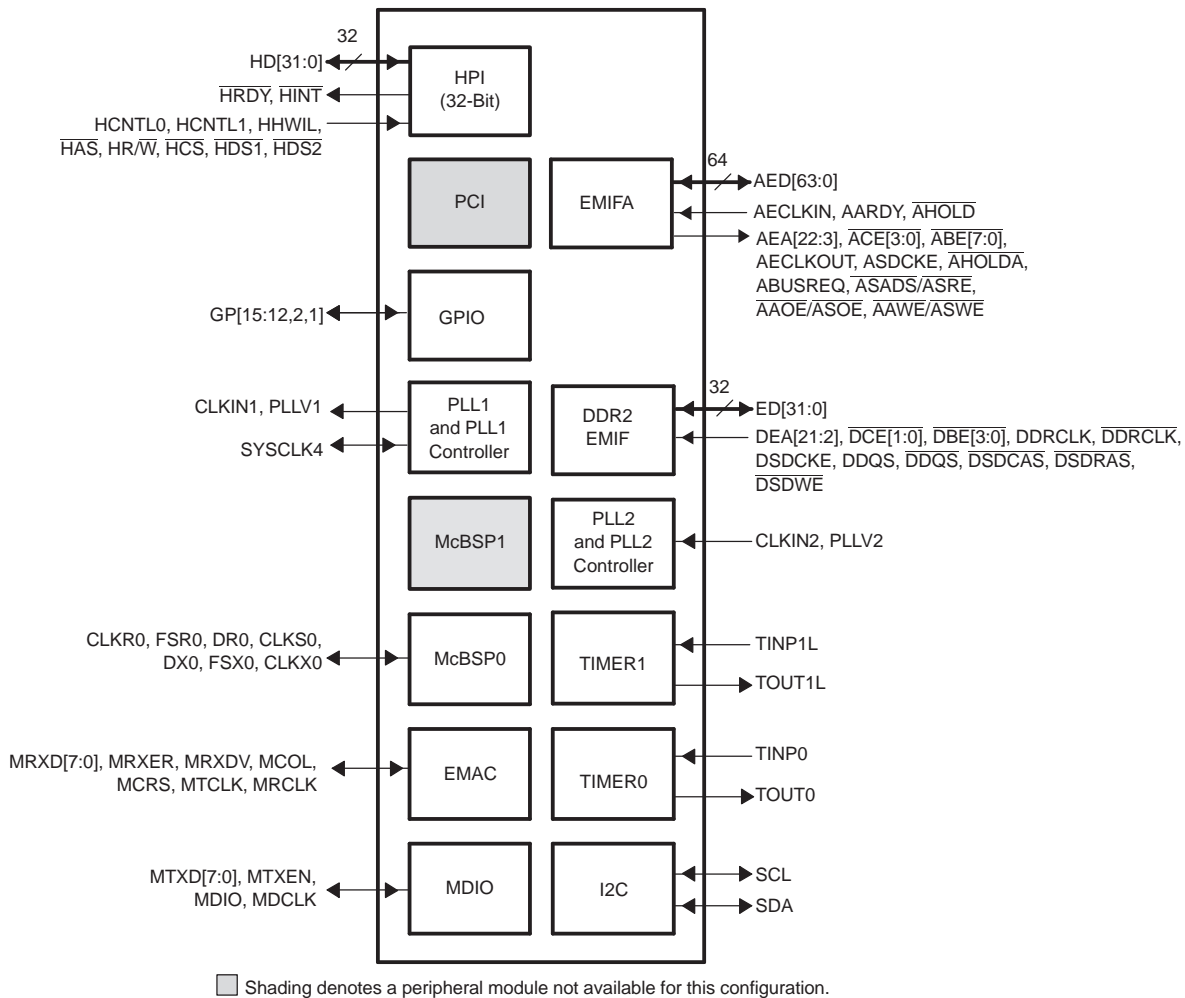 32
HD[31:0]
HPI
(32-Bit)
HRDY, HINT
HCNTL0, HCNTL1, HHWIL,
HAS, HR/W, HCS, HDS1, HDS2
PCI
EMIFA
64
AED[63:0]
AECLKIN, AARDY, AHOLD
AEA[22:3], ACE[3:0], ABE[7:0],
AECLKOUT, ASDCKE, AHOLDA,
ABUSREQ, ASADS/ASRE,
AAOE/ASOE, AAWE/ASWE
GP[15:12,2,1]
GPIO
CLKIN1, PLLV1
SYSCLK4
PLL1
and PLL1
Controller
DDR2
EMIF
32
ED[31:0]
DEA[21:2], DCE[1:0], DBE[3:0], DDRCLK, DDRCLK,
DSDCKE, DDQS, DDQS, DSDCAS, DSDRAS,
DSDWE
McBSP1
PLL2
and PLL2
Controller
CLKIN2, PLLV2
CLKR0, FSR0, DR0, CLKS0,
DX0, FSX0, CLKX0
McBSP0
TIMER1
TINP1L
TOUT1L
MRXD[7:0], MRXER, MRXDV, MCOL,
MCRS, MTCLK, MRCLK
EMAC
TIMER0
TINP0
TOUT0
MTXD[7:0], MTXEN,
MDIO, MDCLK
MDIO
I2C
SCL
SDA
Shading denotes a peripheral module not available for this configuration.